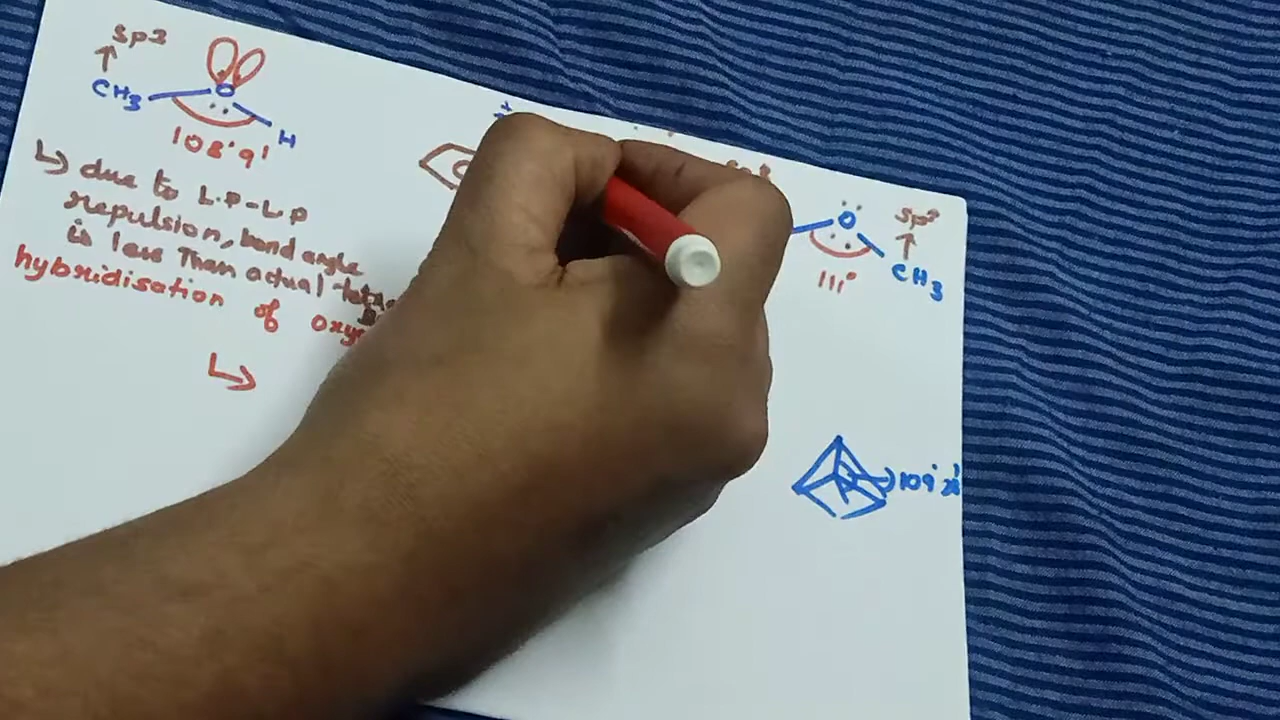 sp3
CH3 O H
108°9'
↳ due to L.P-L.P
repulsion, bond angle
is less than actual
hybridisation of
↳
O
sp3
CH3
111°
109°28'